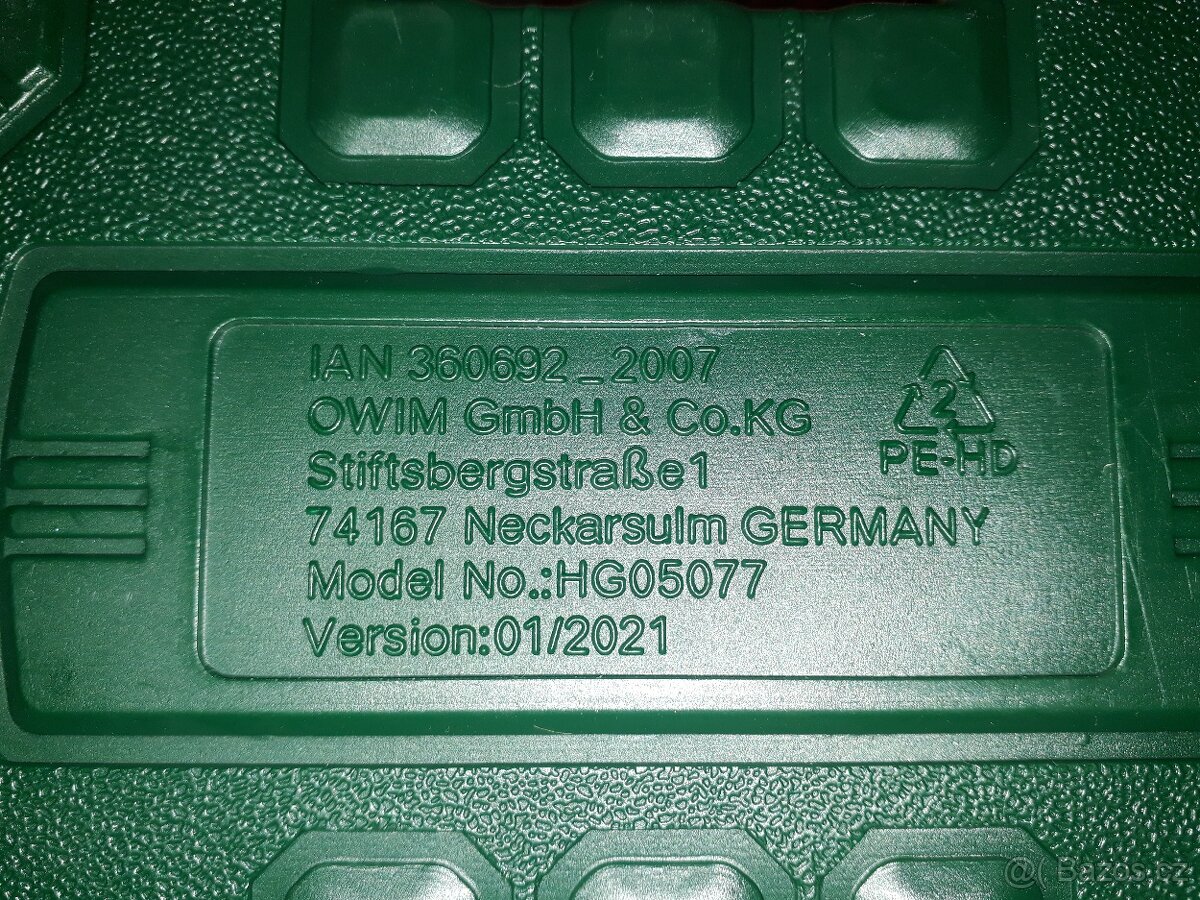 IAN 360692_2007
OWIM GmbH & Co.KG
Stiftsbergstraße1
74167 Neckarsulm GERMANY
Model No.:HG05077
Version:01/2021
2
PE-HD
@( Bazos.cz